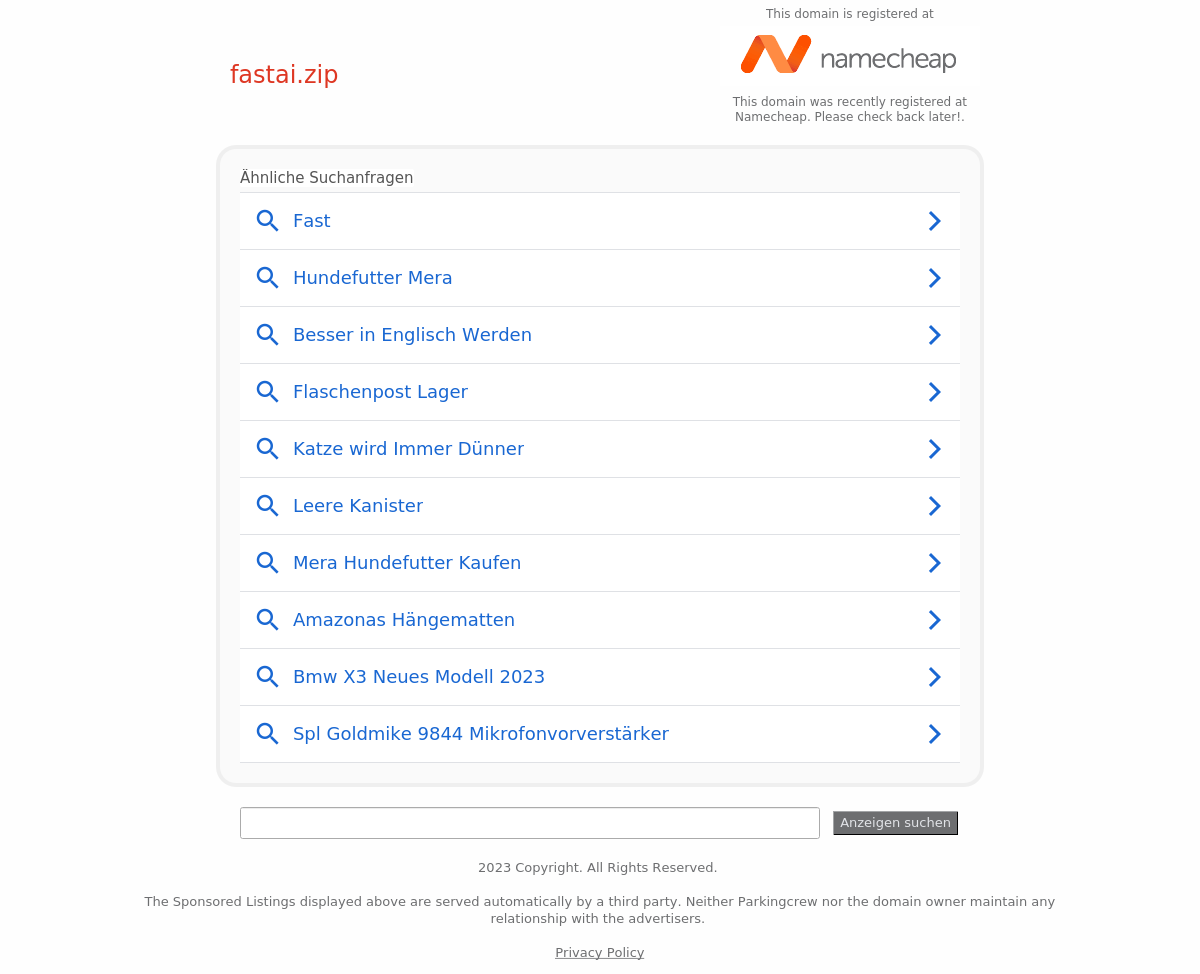 This domain is registered at
fastai.zip
namecheap
This domain was recently registered at
Namecheap. Please check back later!.
Ähnliche Suchanfragen
Fast
Hundefutter Mera
Besser in Englisch Werden
Flaschenpost Lager
Katze wird Immer Dünner
Leere Kanister
Mera Hundefutter Kaufen
Amazonas Hängematten
Bmw X3 Neues Modell 2023
Spl Goldmike 9844 Mikrofonvorverstärker
Anzeigen suchen
2023 Copyright. All Rights Reserved.
The Sponsored Listings displayed above are served automatically by a third party. Neither Parkingcrew nor the domain owner maintain any
relationship with the advertisers.
Privacy Policy